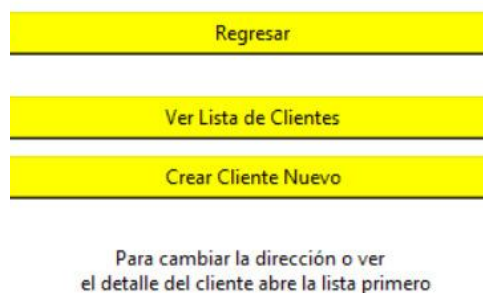 Regresar
Ver Lista de Clientes
Crear Cliente Nuevo
Para cambiar la dirección o ver
el detalle del cliente abre la lista primero